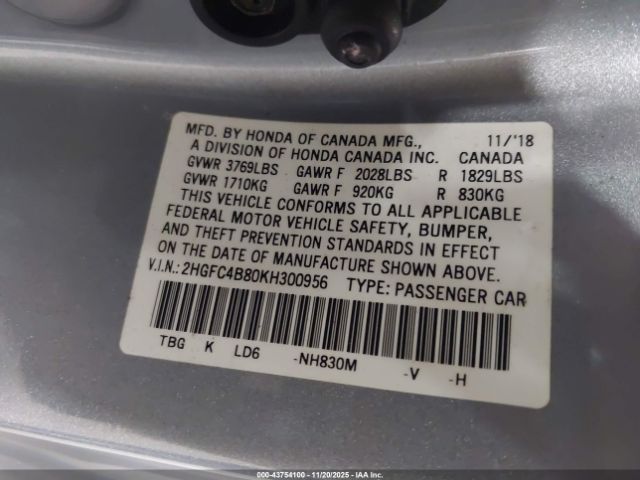 MFD. BY HONDA OF CANADA MFG., 11/'18
A DIVISION OF HONDA CANADA INC. CANADA
GVWR 3769LBS GAWR F 2028LBS R 1829LBS
GVWR 1710KG GAWR F 920KG R 830KG
THIS VEHICLE CONFORMS TO ALL APPLICABLE
FEDERAL MOTOR VEHICLE SAFETY, BUMPER,
AND THEFT PREVENTION STANDARDS IN EFFECT
ON THE DATE OF MANUFACTURE SHOWN ABOVE.
V.I.N.: 2HGFC4B80KH300956 TYPE: PASSENGER CAR
TBG K LD6 -NH830M -V -H
000-43754100 - 11/20/2025 - IAA Inc.